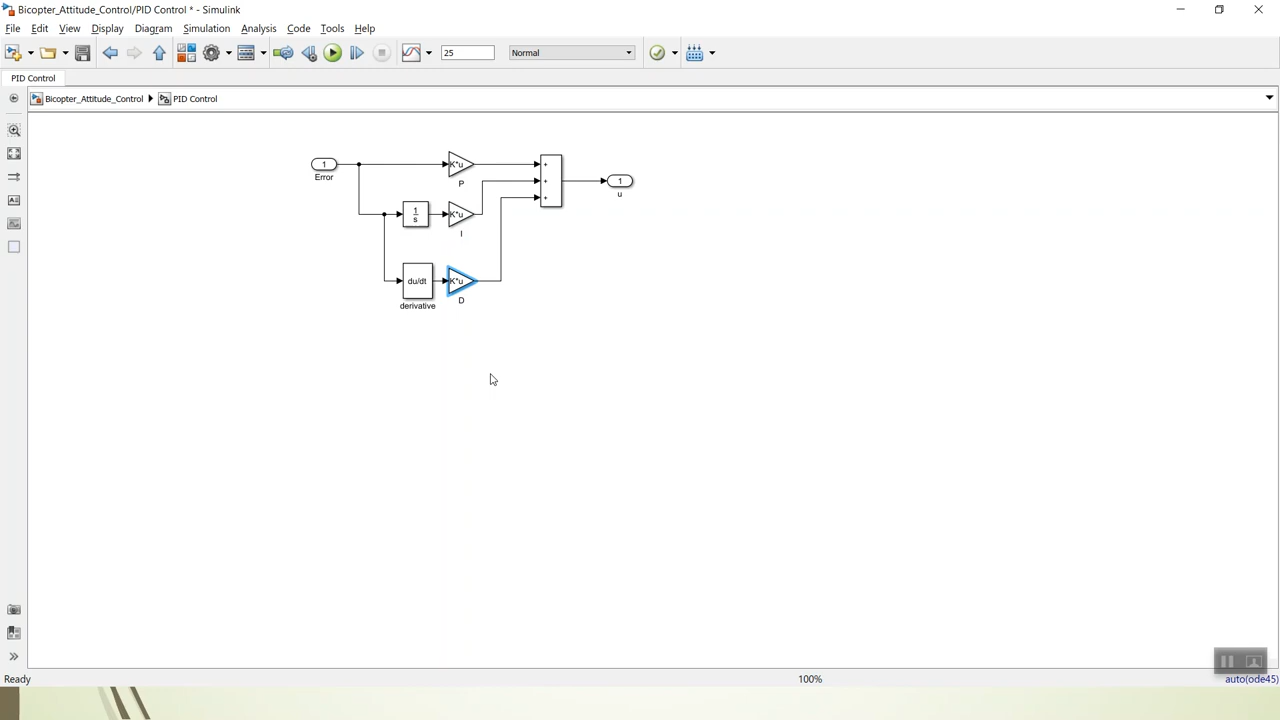 Bicopter_Attitude_Control/PID Control * - Simulink
File Edit View Display Diagram Simulation Analysis Code Tools Help
25 Normal
PID Control
Bicopter_Attitude_Control PID Control
1 K*u + 
Error P
+ 1
+ u
1 K*u
s
I
du/dt K*u
derivative D
Ready 100% auto(ode45)